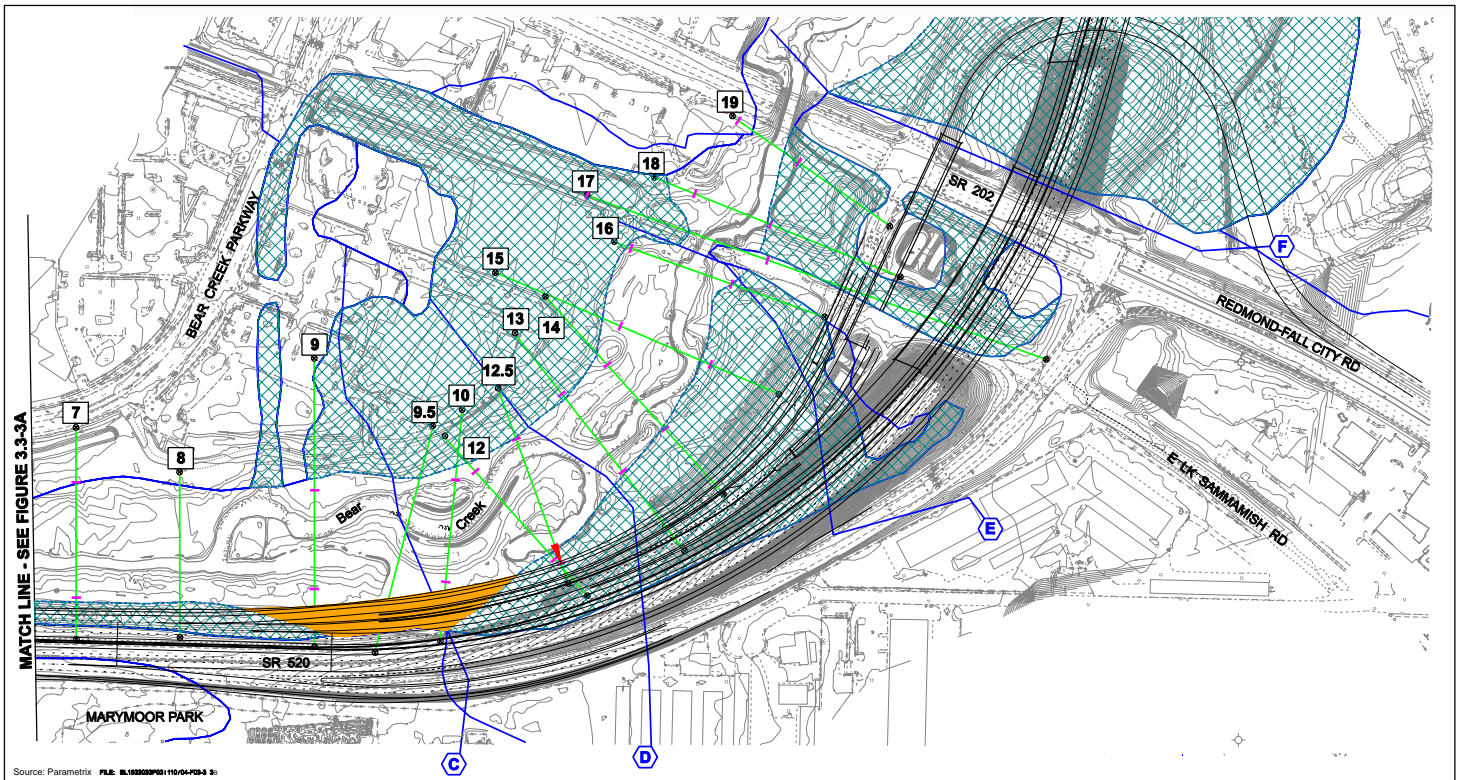 19
18
17
SR 202
16
F
15
BEAR CREEK PARKWAY
REDMOND-FALL CITY RD
13
14
9
12.5
10
9.5
7
12
8
E LK SAMMAMISH RD
Bear
Creek
E
MATCH LINE - SEE FIGURE 3.3-3A
SR 520
MARYMOOR PARK
D
C
Source: Parametrix